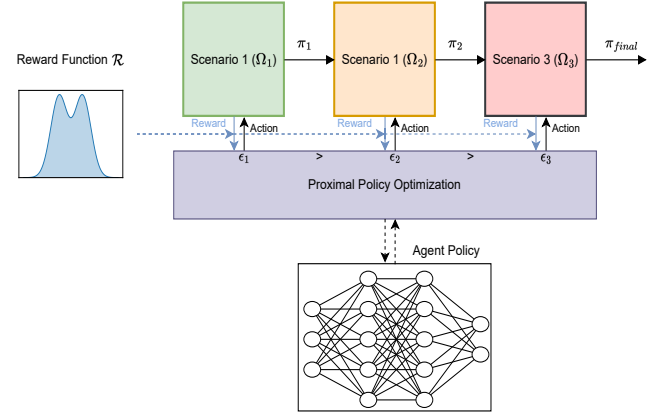 π₁
π₂
π_final
Scenario 1 (Ω₁)
Scenario 1 (Ω₂)
Scenario 3 (Ω₃)
Reward Function ℛ
Reward
Action
Reward
Action
Reward
Action
ϵ₁ > ϵ₂ > ϵ₃
Proximal Policy Optimization
Agent Policy